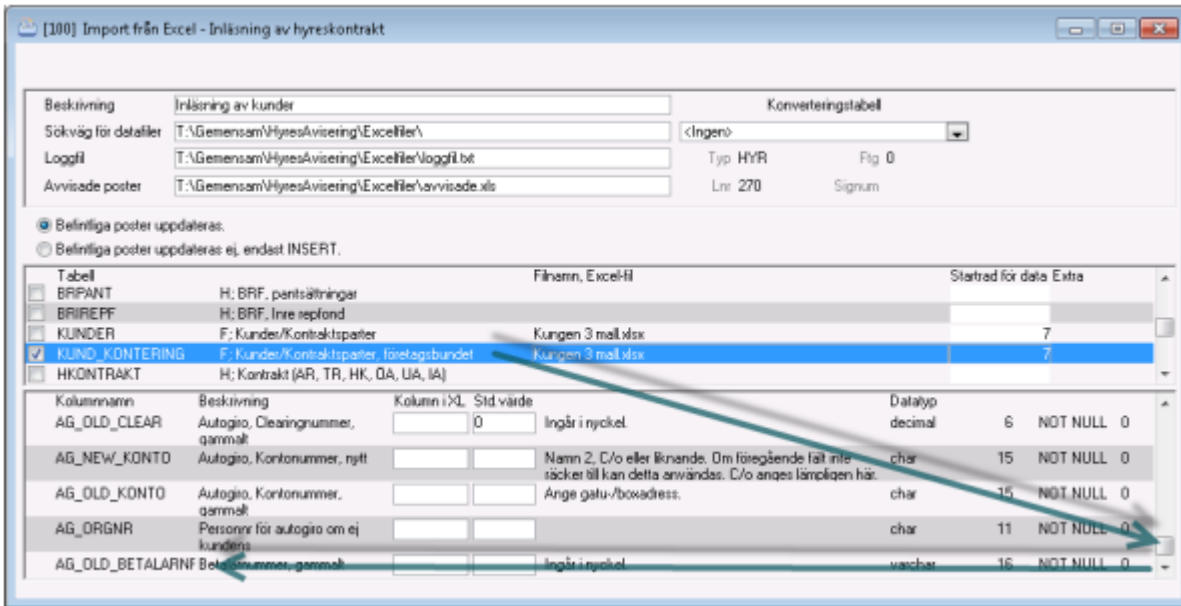 [100] Import från Excel - Inläsning av hyreskontrakt
Beskrivning Inläsning av kunder Konverteringstabell
Sökväg för datafiler T:\Gemensam\HyresAvisering\Excelfiler\ <Ingen>
Loggfil T:\Gemensam\HyresAvisering\Excelfiler\loggfil.txt Typ HYR Ftg 0
Avvisade poster T:\Gemensam\HyresAvisering\Excelfiler\avvisade.xls Lnr 270 Signum
Befintliga poster uppdateras.
Befintliga poster uppdateras ej, endast INSERT.
Tabell Filnamn, Excel-fil Startrad för data Extra
BRPANT H; BRF, pantsättningar
BRIREPF H; BRF, Inre repfond
KUNDER F; Kunder/Kontraktsparter Kungen 3 mall.xlsx 7
KUND_KONTERING F; Kunder/Kontraktsparter, företagsbundet Kungen 3 mall.xlsx 7
HKONTRAKT H; Kontrakt (AR, TR, HK, ÖA, UA, IA)
Kolumnnamn Beskrivning Kolumn i XL Std.värde Datatyp
AG_OLD_CLEAR Autogiro, Clearingnummer, 0 Ingår i nyckel. decimal 6 NOT NULL 0
gammalt
AG_NEW_KONTO Autogiro, Kontonummer, nytt Namn 2, C/o eller liknande. Om föregående fält inte char 15 NOT NULL 0
räcker till kan detta användas. C/o anges lämpligen här.
AG_OLD_KONTO Autogiro, Kontonummer, Ange gatu-/boxadress. char 15 NOT NULL 0
gammalt
AG_ORGNR Personnr för autogiro om ej char 11 NOT NULL 0
kundens
AG_OLD_BETALARNR Betalarnummer, gammalt Ingår i nyckel. varchar 16 NOT NULL 0